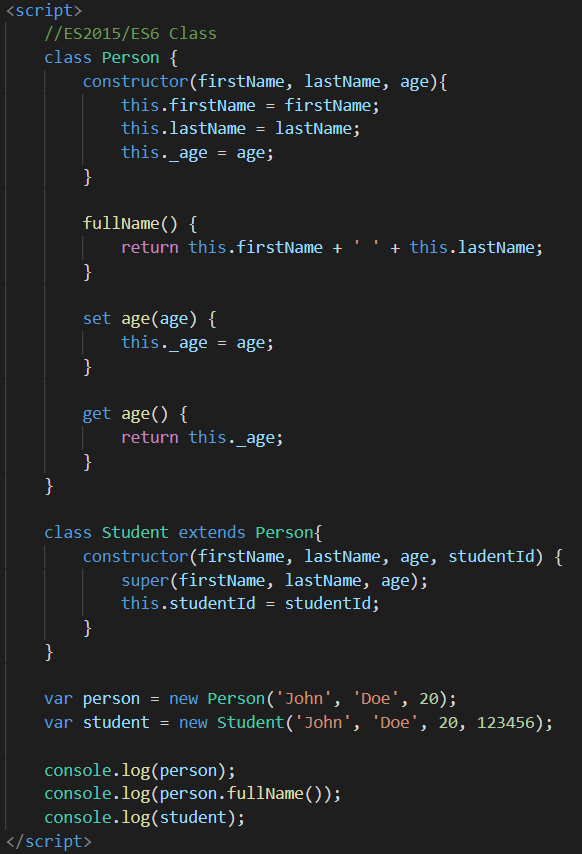 <script>
//ES2015/ES6 Class
class Person {
constructor(firstName, lastName, age){
this.firstName = firstName;
this.lastName = lastName;
this._age = age;
}
fullName() {
return this.firstName + ' ' + this.lastName;
}
set age(age) {
this._age = age;
}
get age() {
return this._age;
}
}
class Student extends Person{
constructor(firstName, lastName, age, studentId) {
super(firstName, lastName, age);
this.studentId = studentId;
}
}
var person = new Person('John', 'Doe', 20);
var student = new Student('John', 'Doe', 20, 123456);
console.log(person);
console.log(person.fullName());
console.log(student);
</script>